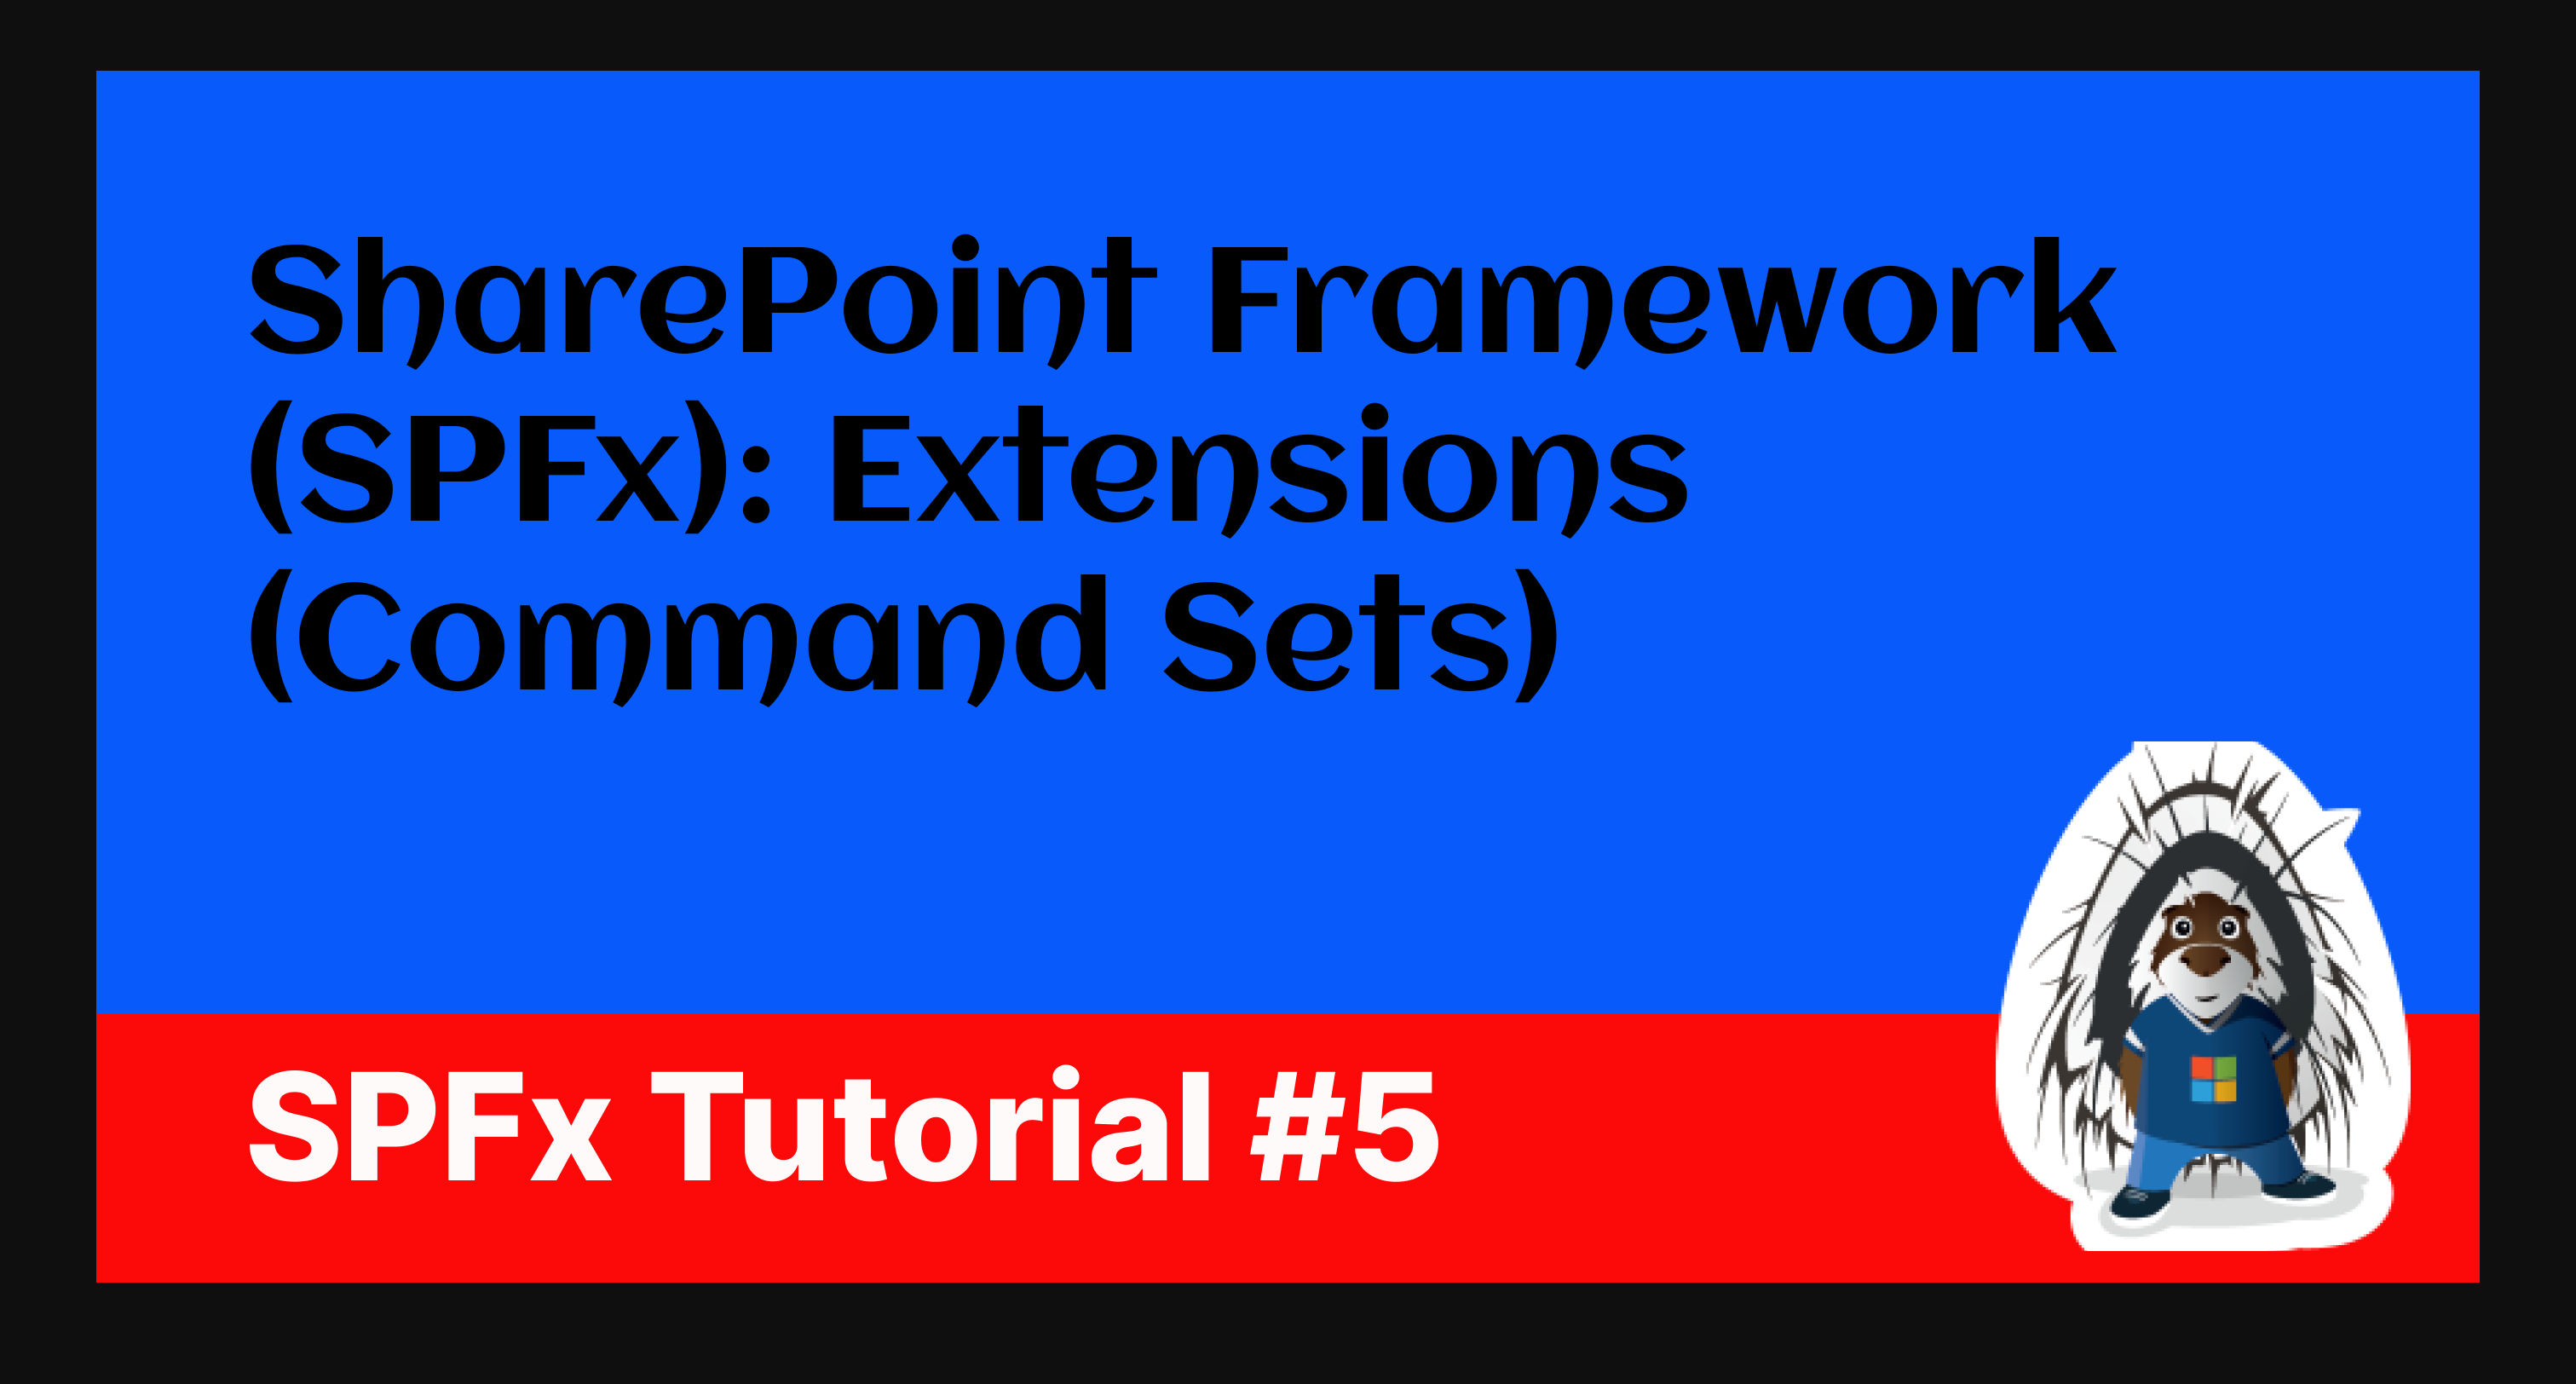 SharePoint Framework
(SPFx): Extensions
(Command Sets)
SPFx Tutorial #5